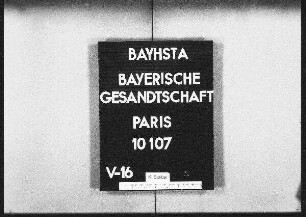 BAYHSTA
BAYERISCHE
GESANDTSCHAFT
PARIS
10 107
V-16